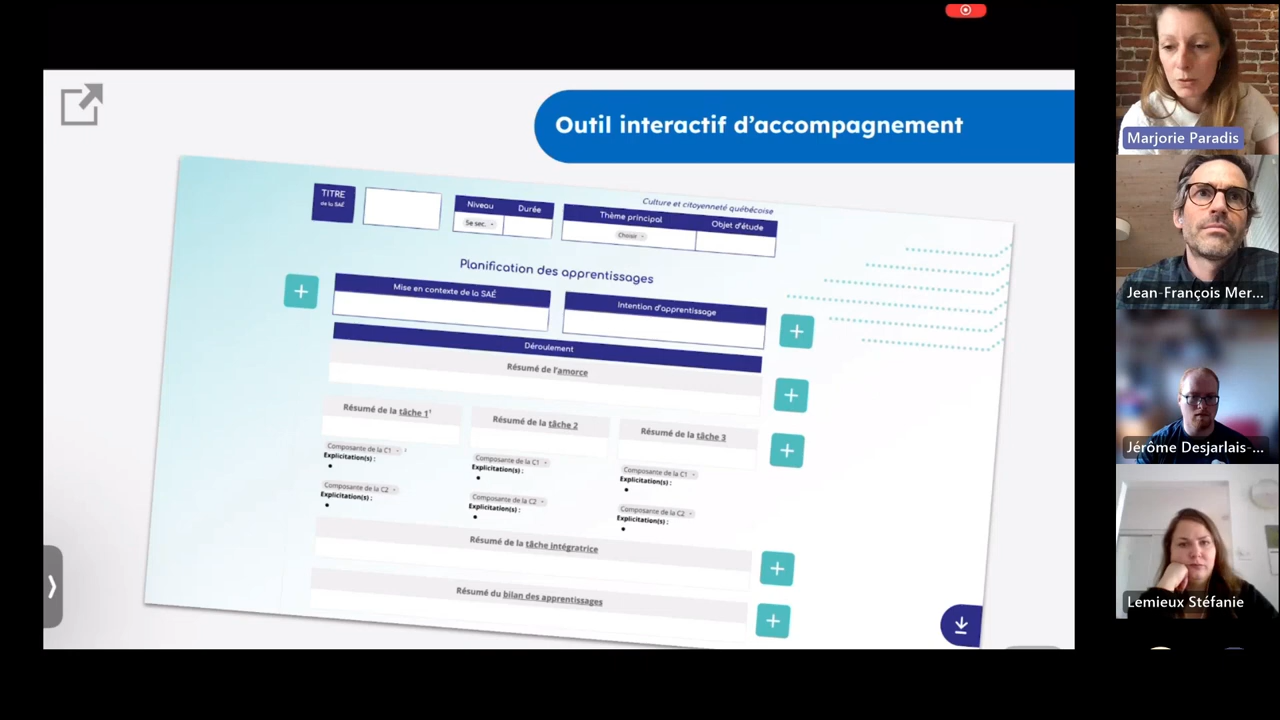 Outil interactif d'accompagnement
TITRE
de la SAÉ
Niveau
Durée
5e sec.
Culture et citoyenneté québécoise
Thème principal
Objet d'étude
Choisir
Planification des apprentissages
Mise en contexte de la SAÉ
Intention d'apprentissage
Déroulement
Résumé de l'amorce
Résumé de la tâche 1¹
Résumé de la tâche 2
Résumé de la tâche 3
Composante de la C1
Explicitation(s) :
Composante de la C2
Explicitation(s) :
Composante de la C1
Explicitation(s) :
Composante de la C2
Explicitation(s) :
Composante de la C1
Explicitation(s) :
Composante de la C2
Explicitation(s) :
Résumé de la tâche intégratrice
Résumé du bilan des apprentissages
Marjorie Paradis
Jean-François Mer...
Jérôme Desjarlais-...
Lemieux Stéfanie